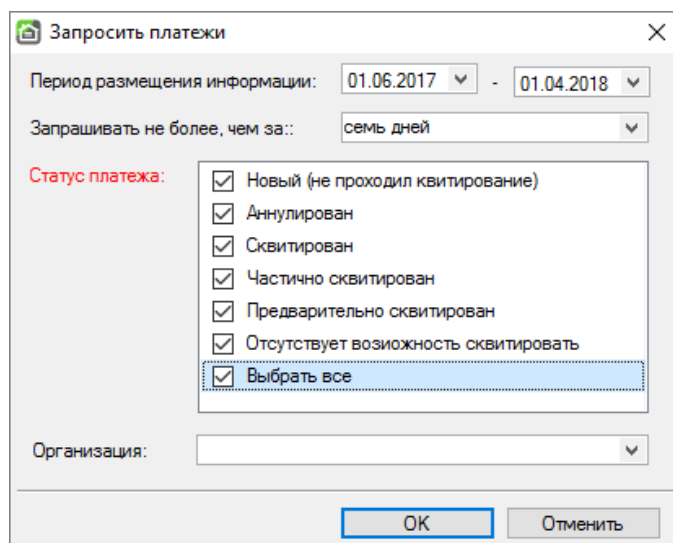 Запросить платежи
Период размещения информации: 01.06.2017 - 01.04.2018
Запрашивать не более, чем за:: семь дней
Статус платежа:
Новый (не проходил квитирование)
Аннулирован
Сквитирован
Частично сквитирован
Предварительно сквитирован
Отсутствует возиожность сквитировать
Выбрать все
Организация:
OK Отменить